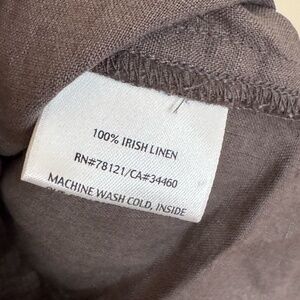 100% IRISH LINEN
RN#78121/CA#34460
MACHINE WASH COLD, INSIDE